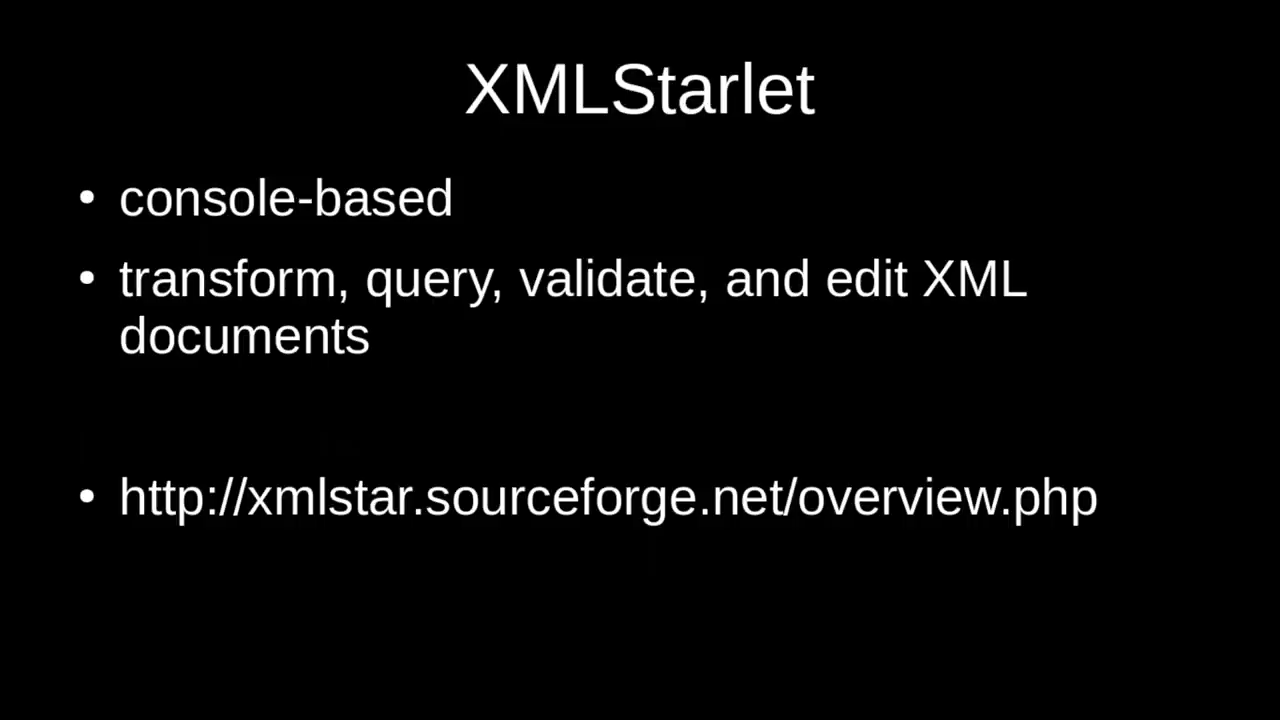 XMLStarlet
• console-based
• transform, query, validate, and edit XML
documents
• http://xmlstar.sourceforge.net/overview.php